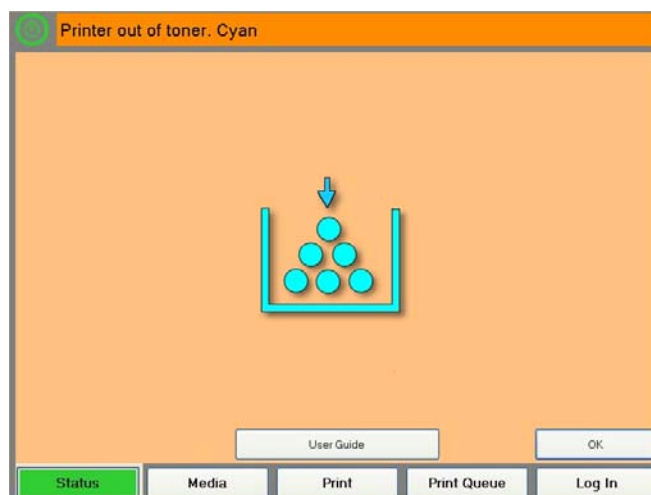 Printer out of toner. Cyan
User Guide
OK
Status
Media
Print
Print Queue
Log In